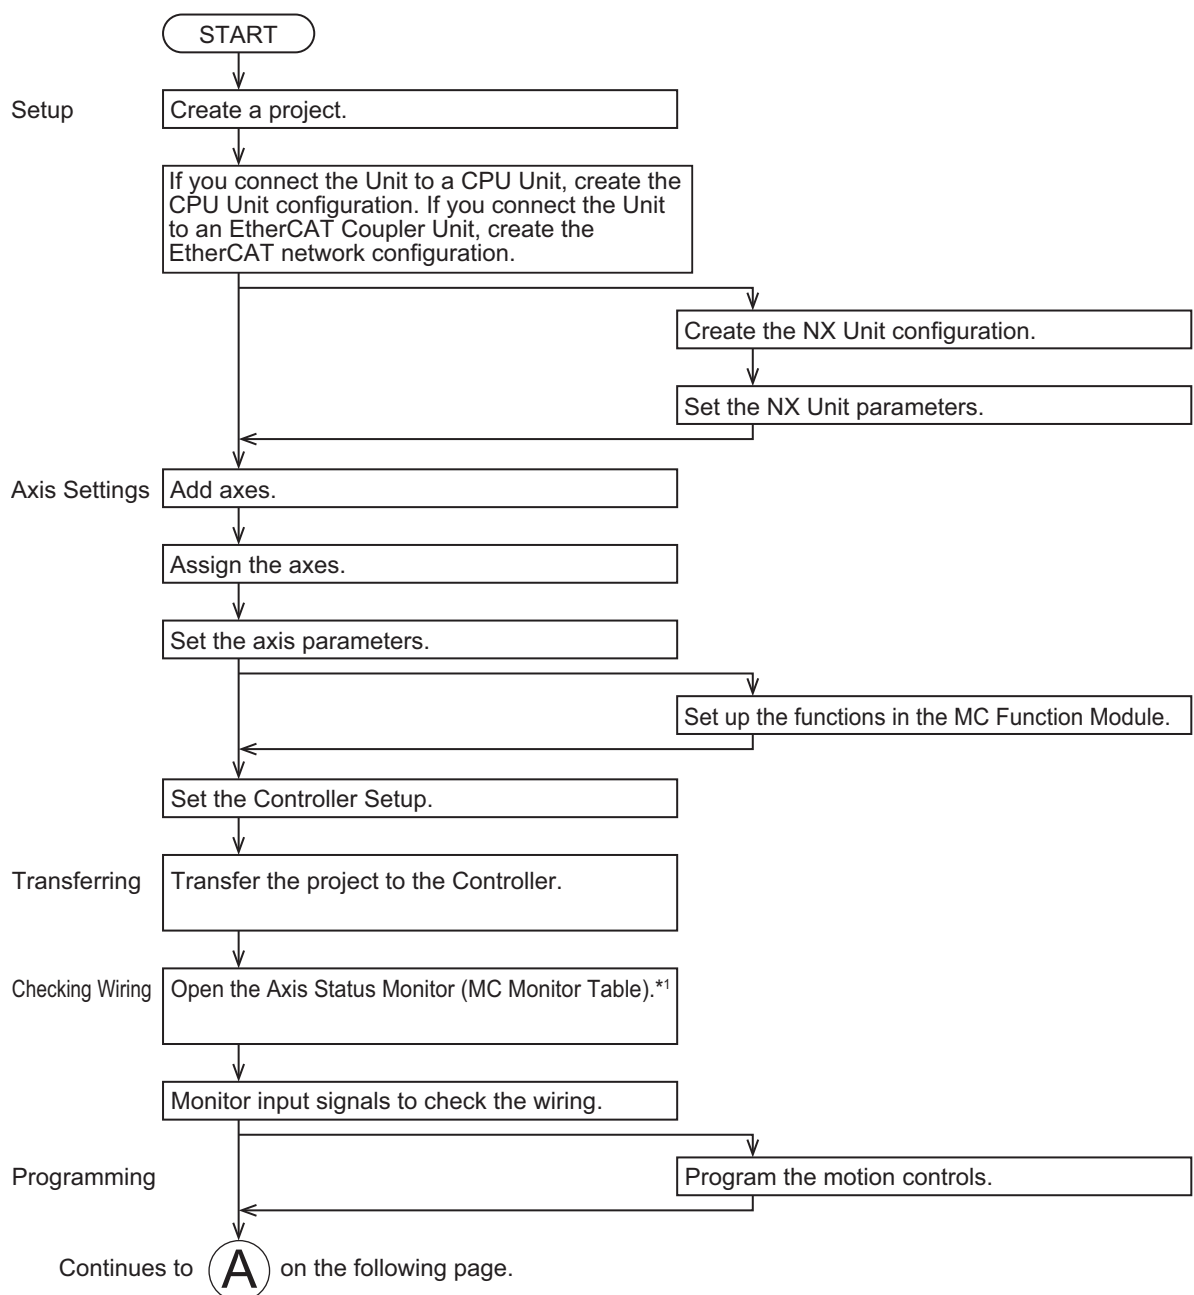 START
Setup
Create a project.
If you connect the Unit to a CPU Unit, create the
CPU Unit configuration. If you connect the Unit
to an EtherCAT Coupler Unit, create the
EtherCAT network configuration.
Create the NX Unit configuration.
Set the NX Unit parameters.
Axis Settings
Add axes.
Assign the axes.
Set the axis parameters.
Set up the functions in the MC Function Module.
Set the Controller Setup.
Transferring
Transfer the project to the Controller.
Checking Wiring
Open the Axis Status Monitor (MC Monitor Table).*1
Monitor input signals to check the wiring.
Programming
Program the motion controls.
Continues to A on the following page.